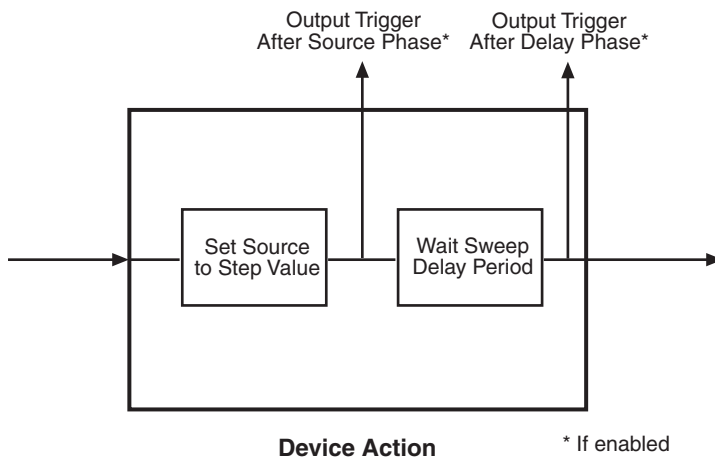 Output Trigger
After Source Phase*
Output Trigger
After Delay Phase*
Set Source
to Step Value
Wait Sweep
Delay Period
Device Action
* If enabled